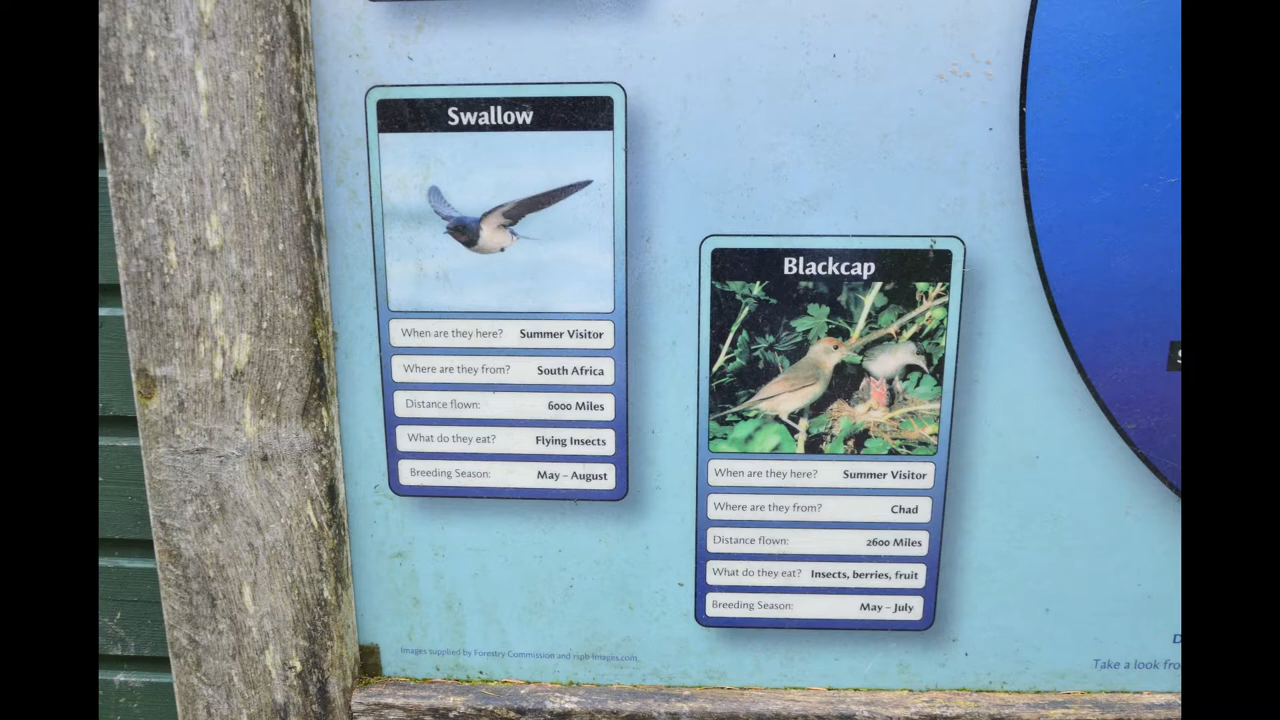 Swallow
When are they here? Summer Visitor
Where are they from? South Africa
Distance flown: 6000 Miles
What do they eat? Flying Insects
Breeding Season: May – August
Blackcap
When are they here? Summer Visitor
Where are they from? Chad
Distance flown: 2600 Miles
What do they eat? Insects, berries, fruit
Breeding Season: May – July
Images supplied by Forestry Commission and rspb-images.com
Take a look